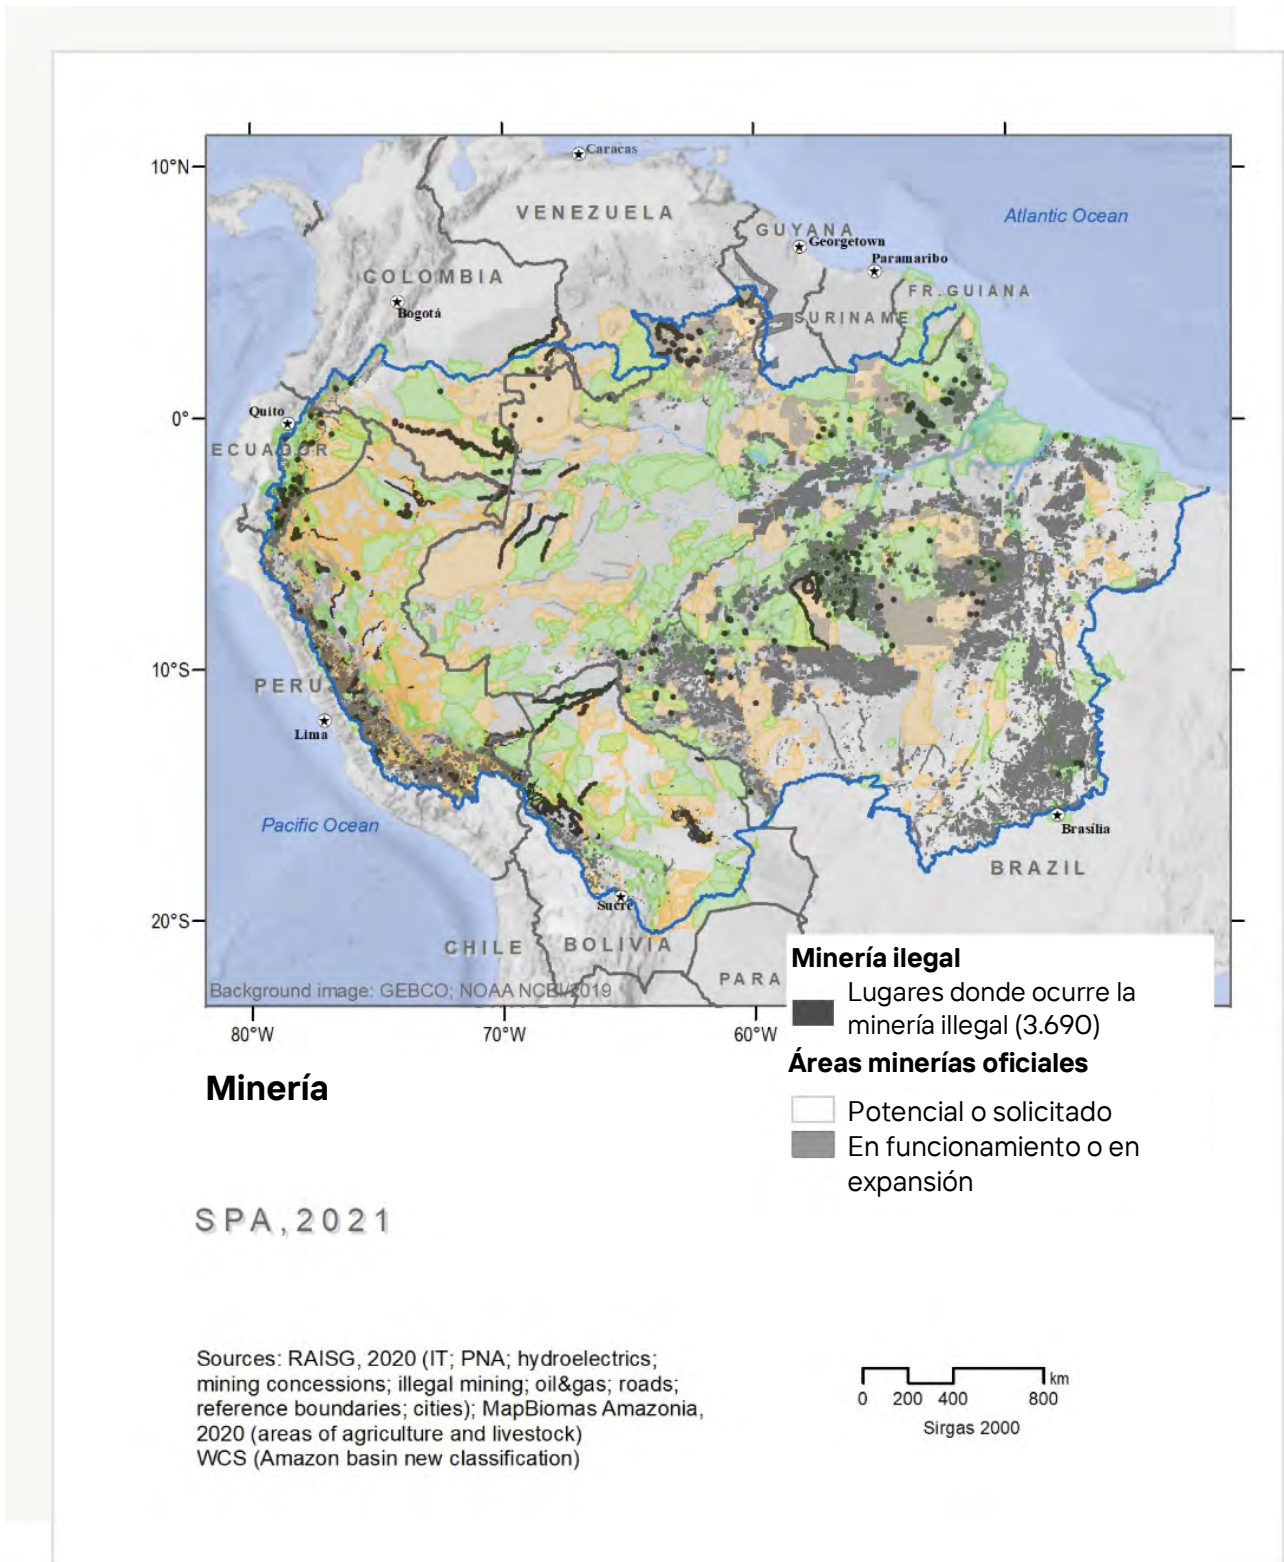 10°N
Caracas
VENEZUELA
Atlantic Ocean
GUYANA
Georgetown
Paramaribo
COLOMBIA
FR.GUIANA
Bogotá
SURINAME
Quito
0°
ECUADOR
10°S
PERU
Lima
Pacific Ocean
Brasília
BRAZIL
Sucre
20°S
CHILE
BOLIVIA
PARA
Background image: GEBCO; NOAA NCEI/2019
80°W
70°W
60°W
Minería ilegal
Lugares donde ocurre la
minería illegal (3.690)
Áreas minerías oficiales
Potencial o solicitado
En funcionamiento o en
expansión
Minería
SPA,2021
Sources: RAISG, 2020 (IT; PNA; hydroelectrics;
mining concessions; illegal mining; oil&gas; roads;
reference boundaries; cities); MapBiomas Amazonia,
2020 (areas of agriculture and livestock)
WCS (Amazon basin new classification)
km
0 200 400 800
Sirgas 2000